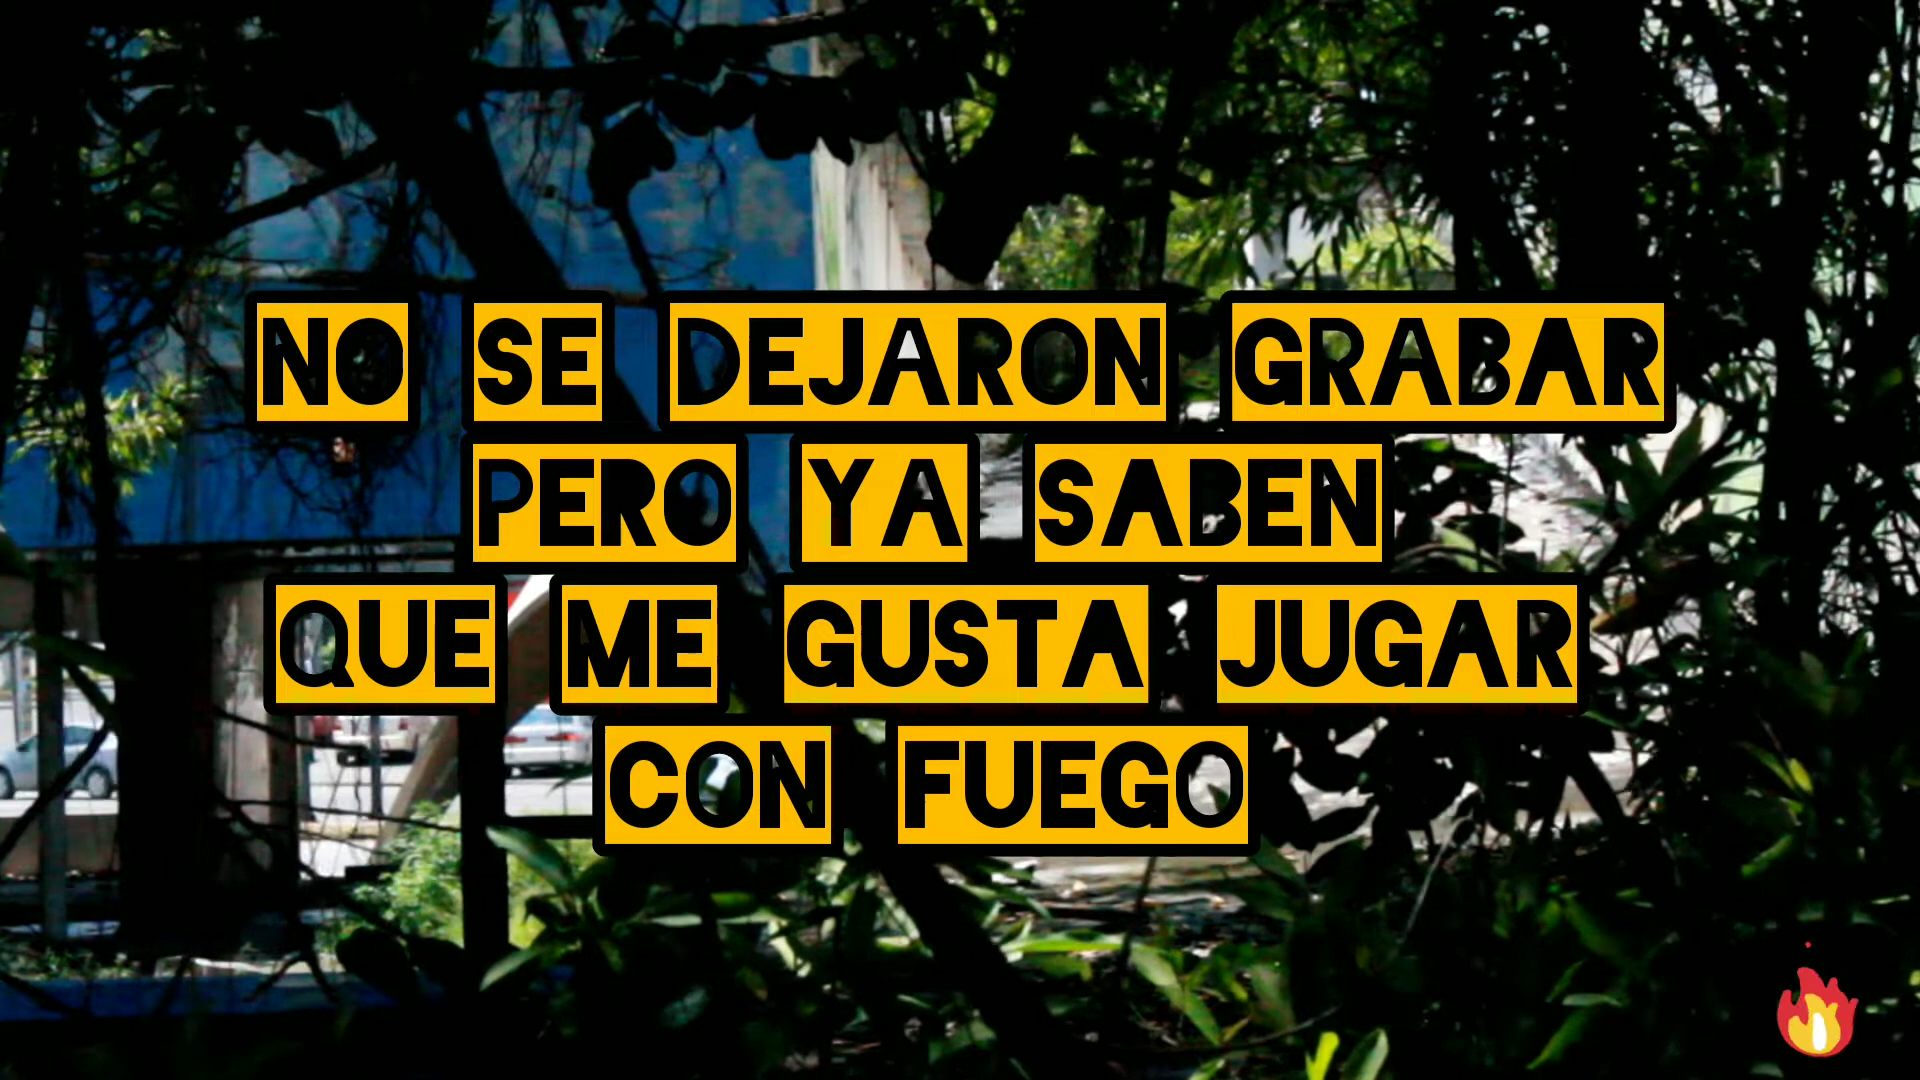 NO SE DEJARON GRABAR
PERO YA SABEN
QUE ME GUSTA JUGAR
CON FUEGO